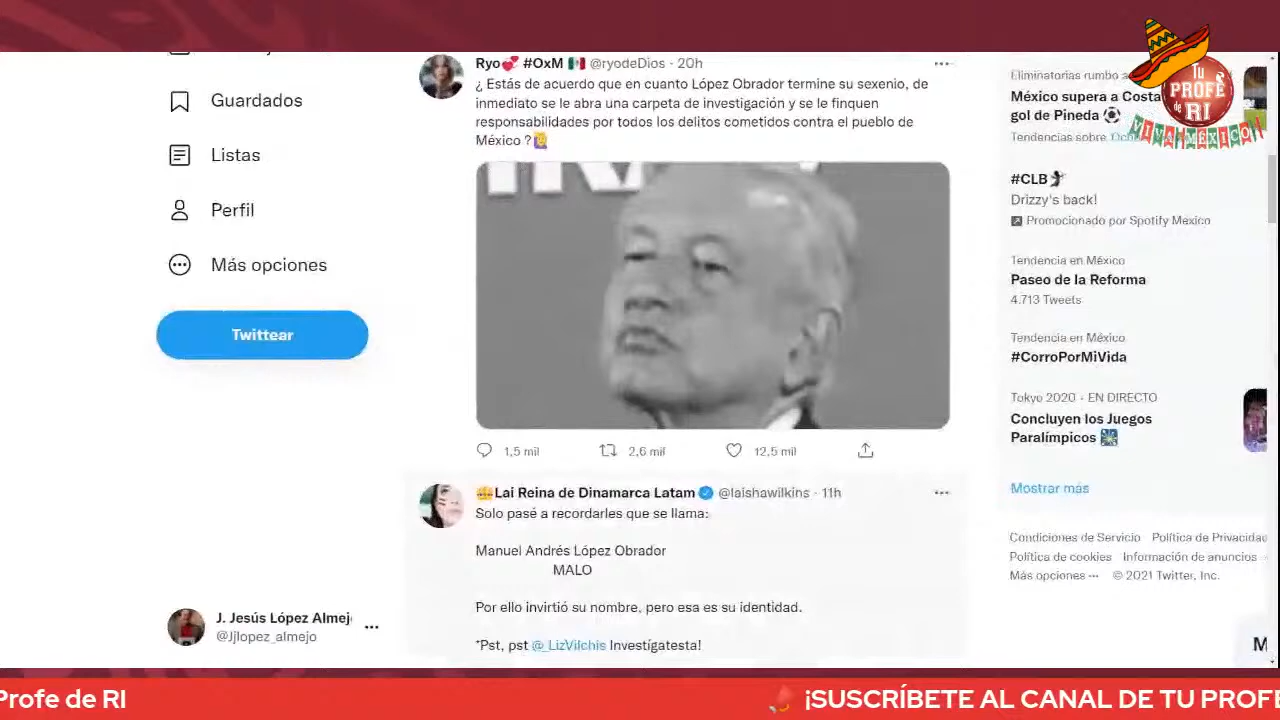 Guardados
Listas
Perfil
Más opciones
Twittear
J. Jesús López Almej
@Jjlopez_almejo
Ryo #OxM @ryodeDios · 20h
¿ Estás de acuerdo que en cuanto López Obrador termine su sexenio, de
inmediato se le abra una carpeta de investigación y se le finquen
responsabilidades por todos los delitos cometidos contra el pueblo de
México ?
1,5 mil 2,6 mil 12,5 mil
Lai Reina de Dinamarca Latam @laishawilkins · 11h
Solo pasé a recordarles que se llama:
Manuel Andrés López Obrador
MALO
Por ello invirtió su nombre, pero esa es su identidad.
*Pst, pst @_LizVilchis Investígatesta!
Eliminatorias rumbo a
México supera a Costa
gol de Pineda
Tendencias sobre
#CLB
Drizzy's back!
Promocionado por Spotify Mexico
Tendencia en México
Paseo de la Reforma
4.713 Tweets
Tendencia en México
#CorroPorMiVida
Tokyo 2020 · EN DIRECTO
Concluyen los Juegos
Paralímpicos
Mostrar más
Condiciones de Servicio Política de Privacidad
Política de cookies Información de anuncios
Más opciones ··· © 2021 Twitter, Inc.
M
Tu
PROFE
de
RI
VIVA MÉXICO!
Profe de RI
¡SUSCRÍBETE AL CANAL DE TU PROFE